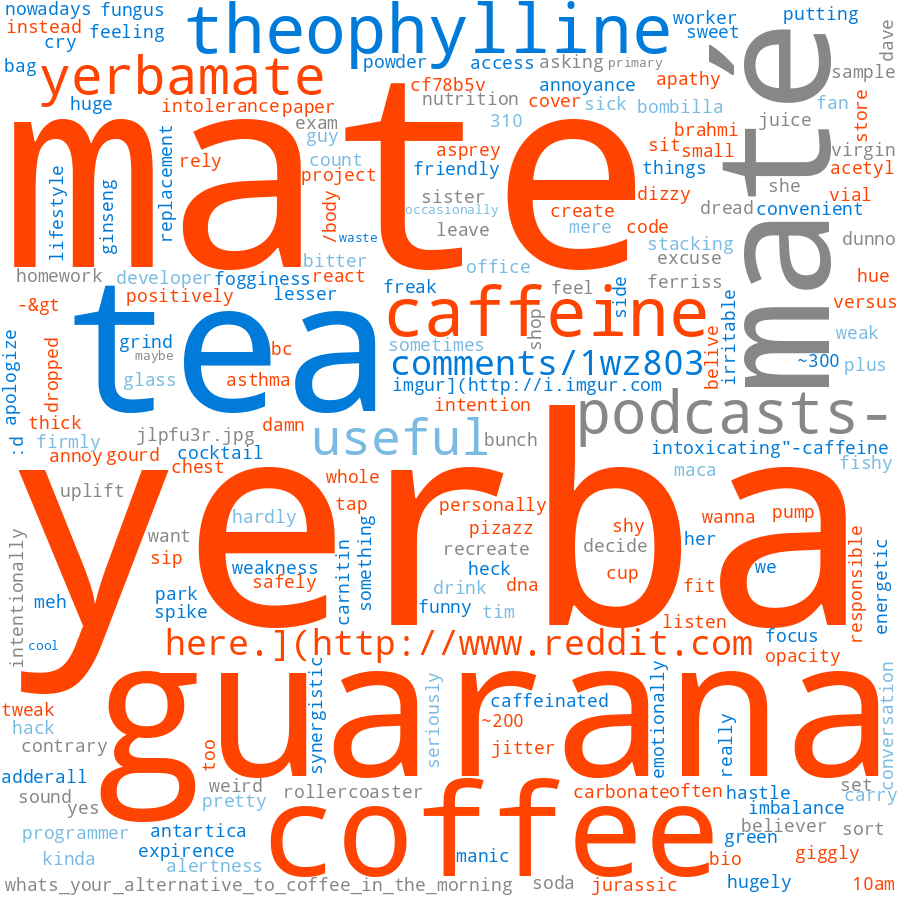 nowadays fungus
theophylline
worker
putting
instead
feeling
sweet
dave
cry
bag
yerbamate
powder access asking primary
sample
maté
cf78b5v
annoyance
apathy
huge
intolerance paper
nutrition
cover sick bombilla
fan
store
mate
exam
guy
310
brahmi
juice
replacement
rely
count
asprey
sit small
virgin
lifestyle
ginseng
project
friendly
things
acetyl
/body
sister
dizzy
she
vial
occasionally
create
mere code
dread convenient
waste
leave
stacking
dunno
bitter
office
excuse
homework developer fogginess react
freak
feel
ferriss
hue
-&gt
positively
lesser
side
versus
tea
caffeine
shop
irritable
weak
apologize
dropped
grind
bc
sometimes
belive
maybe
comments/1wz803
~300 plus
glass
asthma
imgur](http://i.imgur.com
thick
damn
intention
podcasts-
:d
firmly
jlpfu3r.jpg
useful
bunch
intoxicating"-caffeine
annoy gourd
cocktail
fishy
chest
whole
maca
yerba
uplift
tap
personally
hardly
pizazz
shy
wanna pump
want
something
recreate
decide
her
intentionally
sip
weakness
carnitin
heck
responsible
energetic
safely
drink
dna
cup
fit
we
meh
park
funny tim
spike
listen
cool
here.](http://www.reddit.com
focus
opacity
guarana
tweak
synergistic
seriously
caffeinated
emotionally
really
conversation
hack
too
~200
contrary
jitter
adderall
weird
rollercoaster
carbonate often
hastle
set
sound
yes
pretty
coffee
imbalance
carry
programmer
antartica
green
believer sort
kinda
expirence
manic
bio
giggly
alertness
whats_your_alternative_to_coffee_in_the_morning
soda
jurassic
hugely
10am